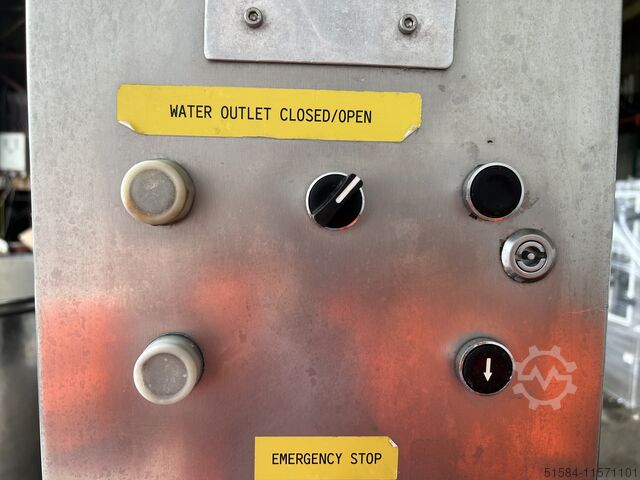 WATER OUTLET CLOSED/OPEN
EMERGENCY STOP
51584-11571101